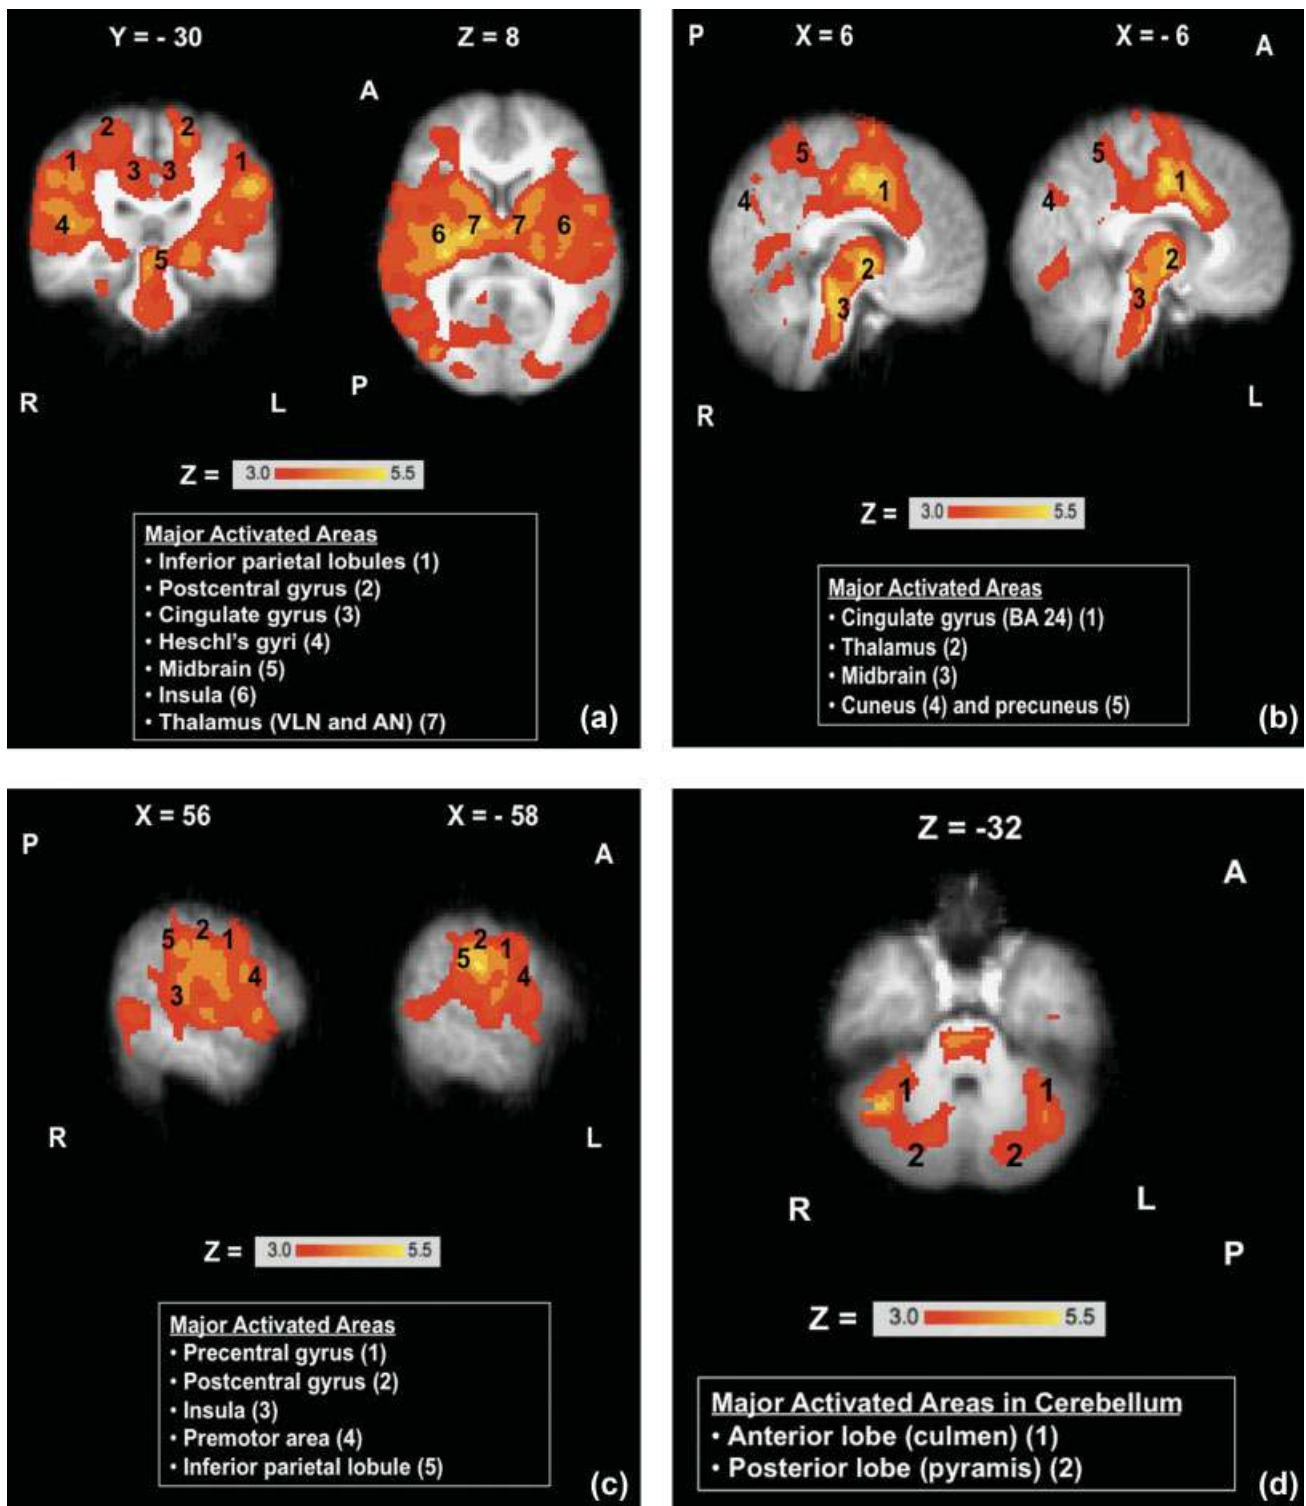 Y = - 30
Z = 8
A
2 2
1 3 3 1
4
5
6 7 7 6
P
R
L
Z = 3.0 5.5
Major Activated Areas
• Inferior parietal lobules (1)
• Postcentral gyrus (2)
• Cingulate gyrus (3)
• Heschl's gyri (4)
• Midbrain (5)
• Insula (6)
• Thalamus (VLN and AN) (7)
(a)
P
X = 6
X = - 6
A
5 5
4 1 4 1
2 2
3 3
R
L
Z = 3.0 5.5
Major Activated Areas
• Cingulate gyrus (BA 24) (1)
• Thalamus (2)
• Midbrain (3)
• Cuneus (4) and precuneus (5)
(b)
X = 56
X = - 58
P
A
5 2 1 2 1
4 5 4
3
R
L
Z = 3.0 5.5
Major Activated Areas
• Precentral gyrus (1)
• Postcentral gyrus (2)
• Insula (3)
• Premotor area (4)
• Inferior parietal lobule (5)
(c)
Z = -32
A
1 1
2 2
R
L
P
Z = 3.0 5.5
Major Activated Areas in Cerebellum
• Anterior lobe (culmen) (1)
• Posterior lobe (pyramis) (2)
(d)